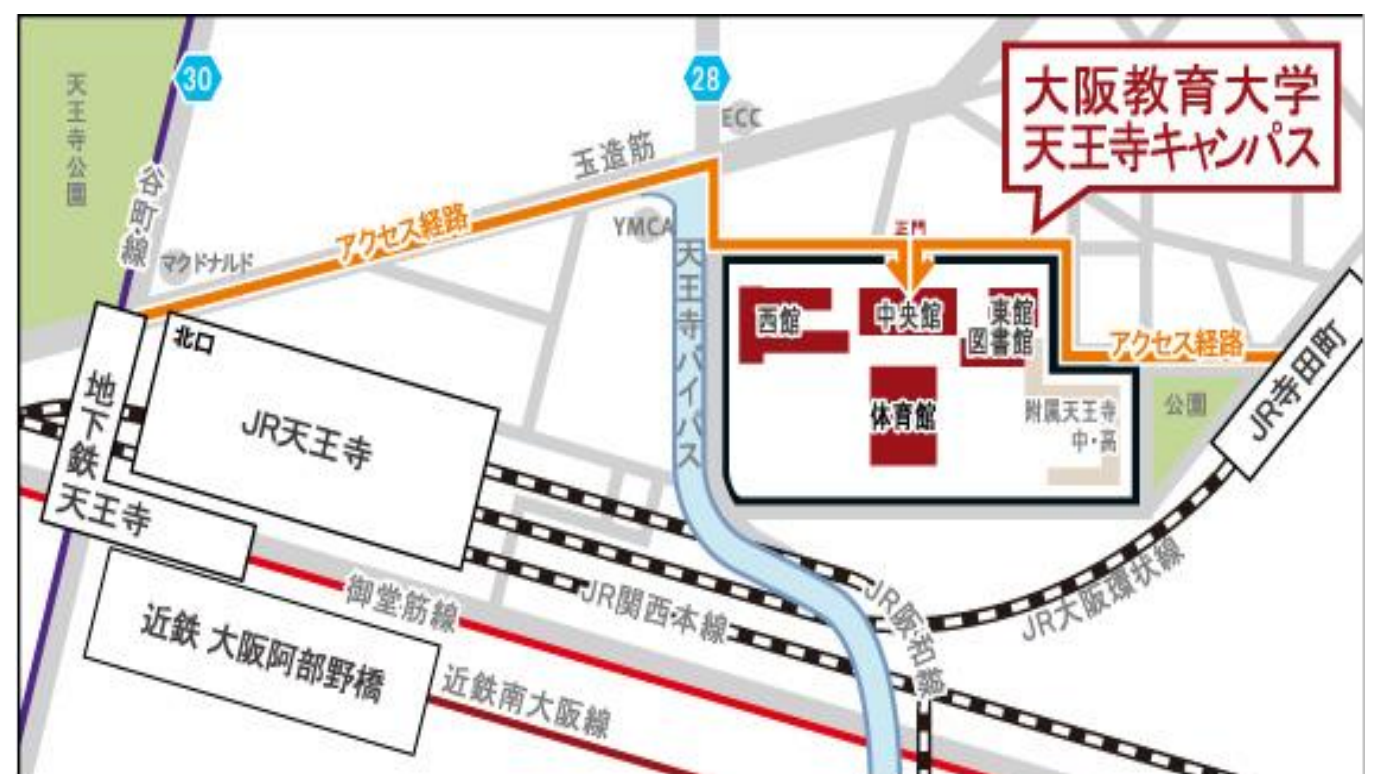 天王寺公園
30
28
ECC
大阪教育大学
天王寺キャンパス
玉造筋
谷町線
マクドナルド
アクセス経路
YMCA
正門
天王寺バイパス
西館
中央館
東館
図書館
体育館
附属天王寺
中・高
アクセス経路
公園
JR寺田町
北口
JR天王寺
地下鉄
天王寺
近鉄 大阪阿部野橋
御堂筋線
JR関西本線
JR阪和線
JR大阪環状線
近鉄南大阪線